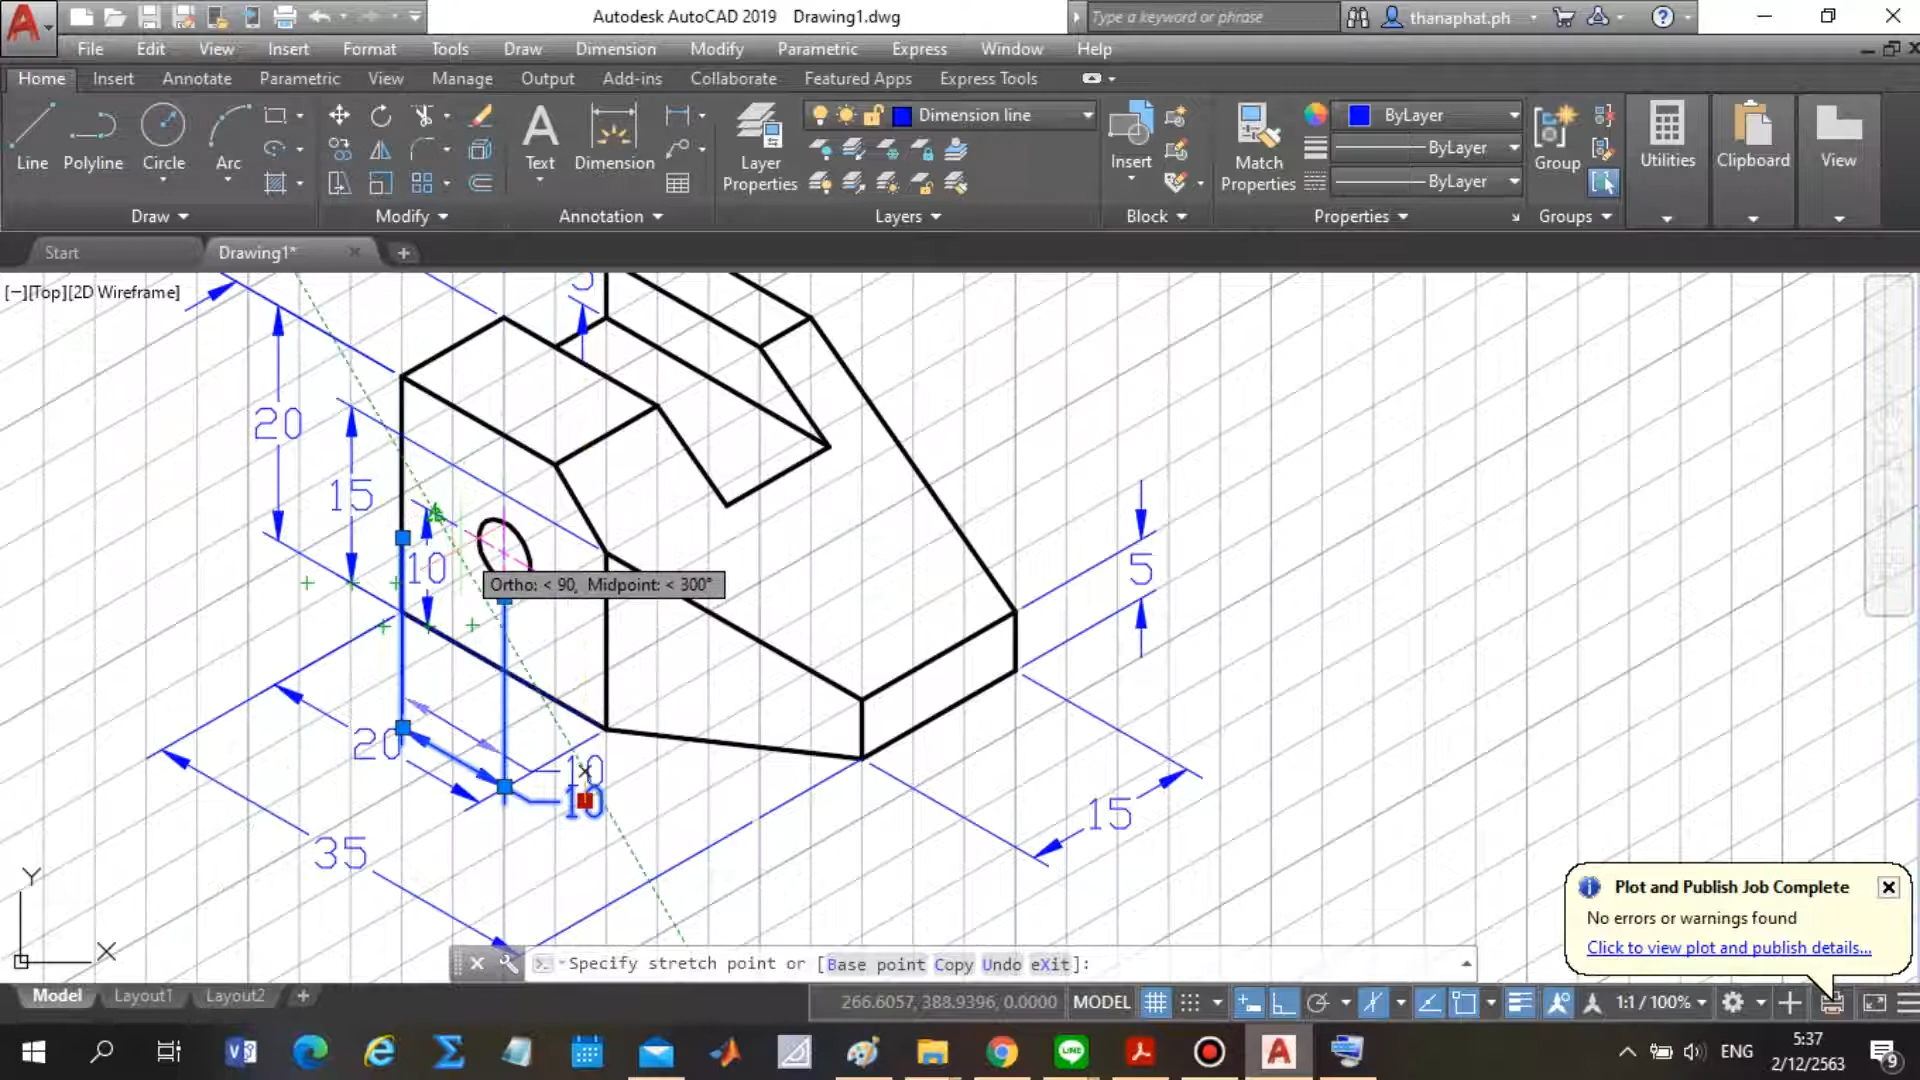 Autodesk AutoCAD 2019 Drawing1.dwg
Type a keyword or phrase
thanaphat.ph
File Edit View Insert Format Tools Draw Dimension Modify Parametric Express Window Help
Home Insert Annotate Parametric View Manage Output Add-ins Collaborate Featured Apps Express Tools
Dimension line
ByLayer
Line Polyline Circle Arc
Text Dimension
Layer Properties
Insert
Match Properties
ByLayer
ByLayer
Group
Utilities Clipboard View
Draw Modify Annotation Layers Block Properties Groups
Start Drawing1*
[−][Top][2D Wireframe]
5
20
15
10
Ortho: < 90, Midpoint: < 300°
5
20
10
10
35
15
Y
X
Plot and Publish Job Complete
No errors or warnings found
Click to view plot and publish details...
Specify stretch point or [Base point Copy Undo eXit]:
Model Layout1 Layout2
266.6057, 388.9396, 0.0000 MODEL 1:1 / 100%
ENG
5:37
2/12/2563
9